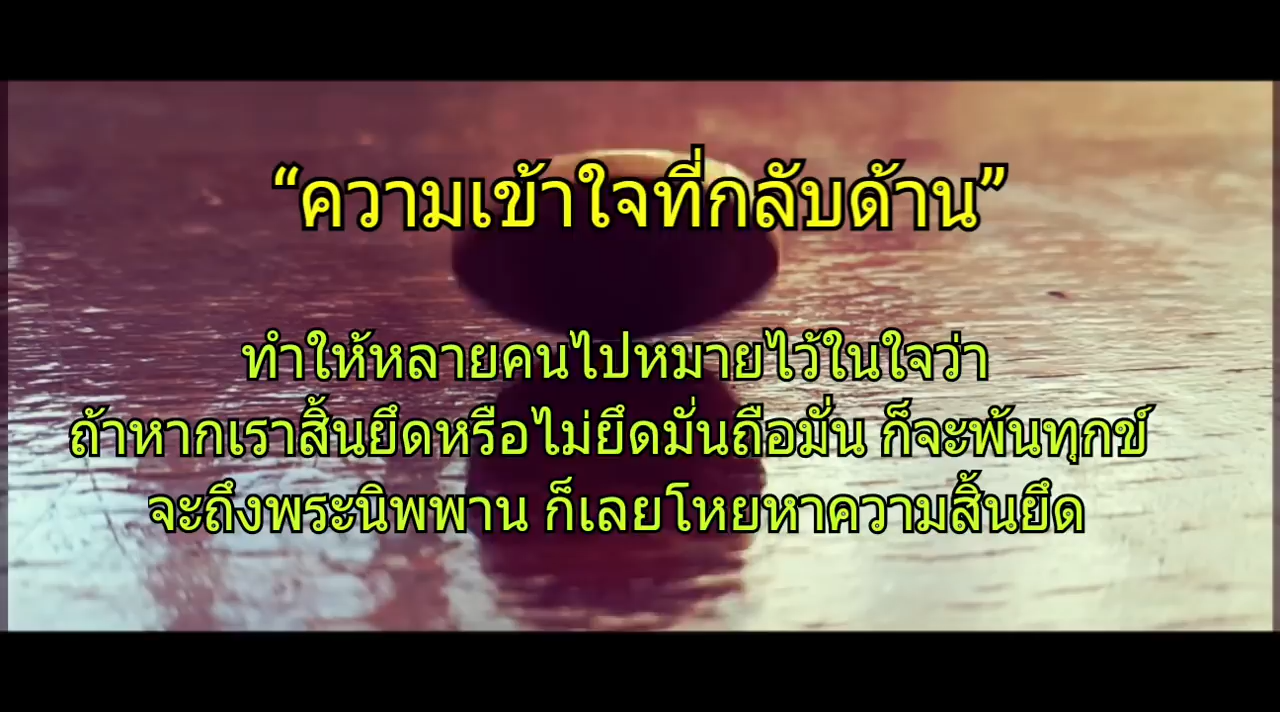 “ความเข้าใจที่กลับด้าน”
ทำให้หลายคนไปหมายไว้ในใจว่า
ถ้าหากเราสิ้นยึดหรือไม่ยึดมั่นถือมั่น ก็จะพ้นทุกข์
จะถึงพระนิพพาน ก็เลยโหยหาความสิ้นยึด